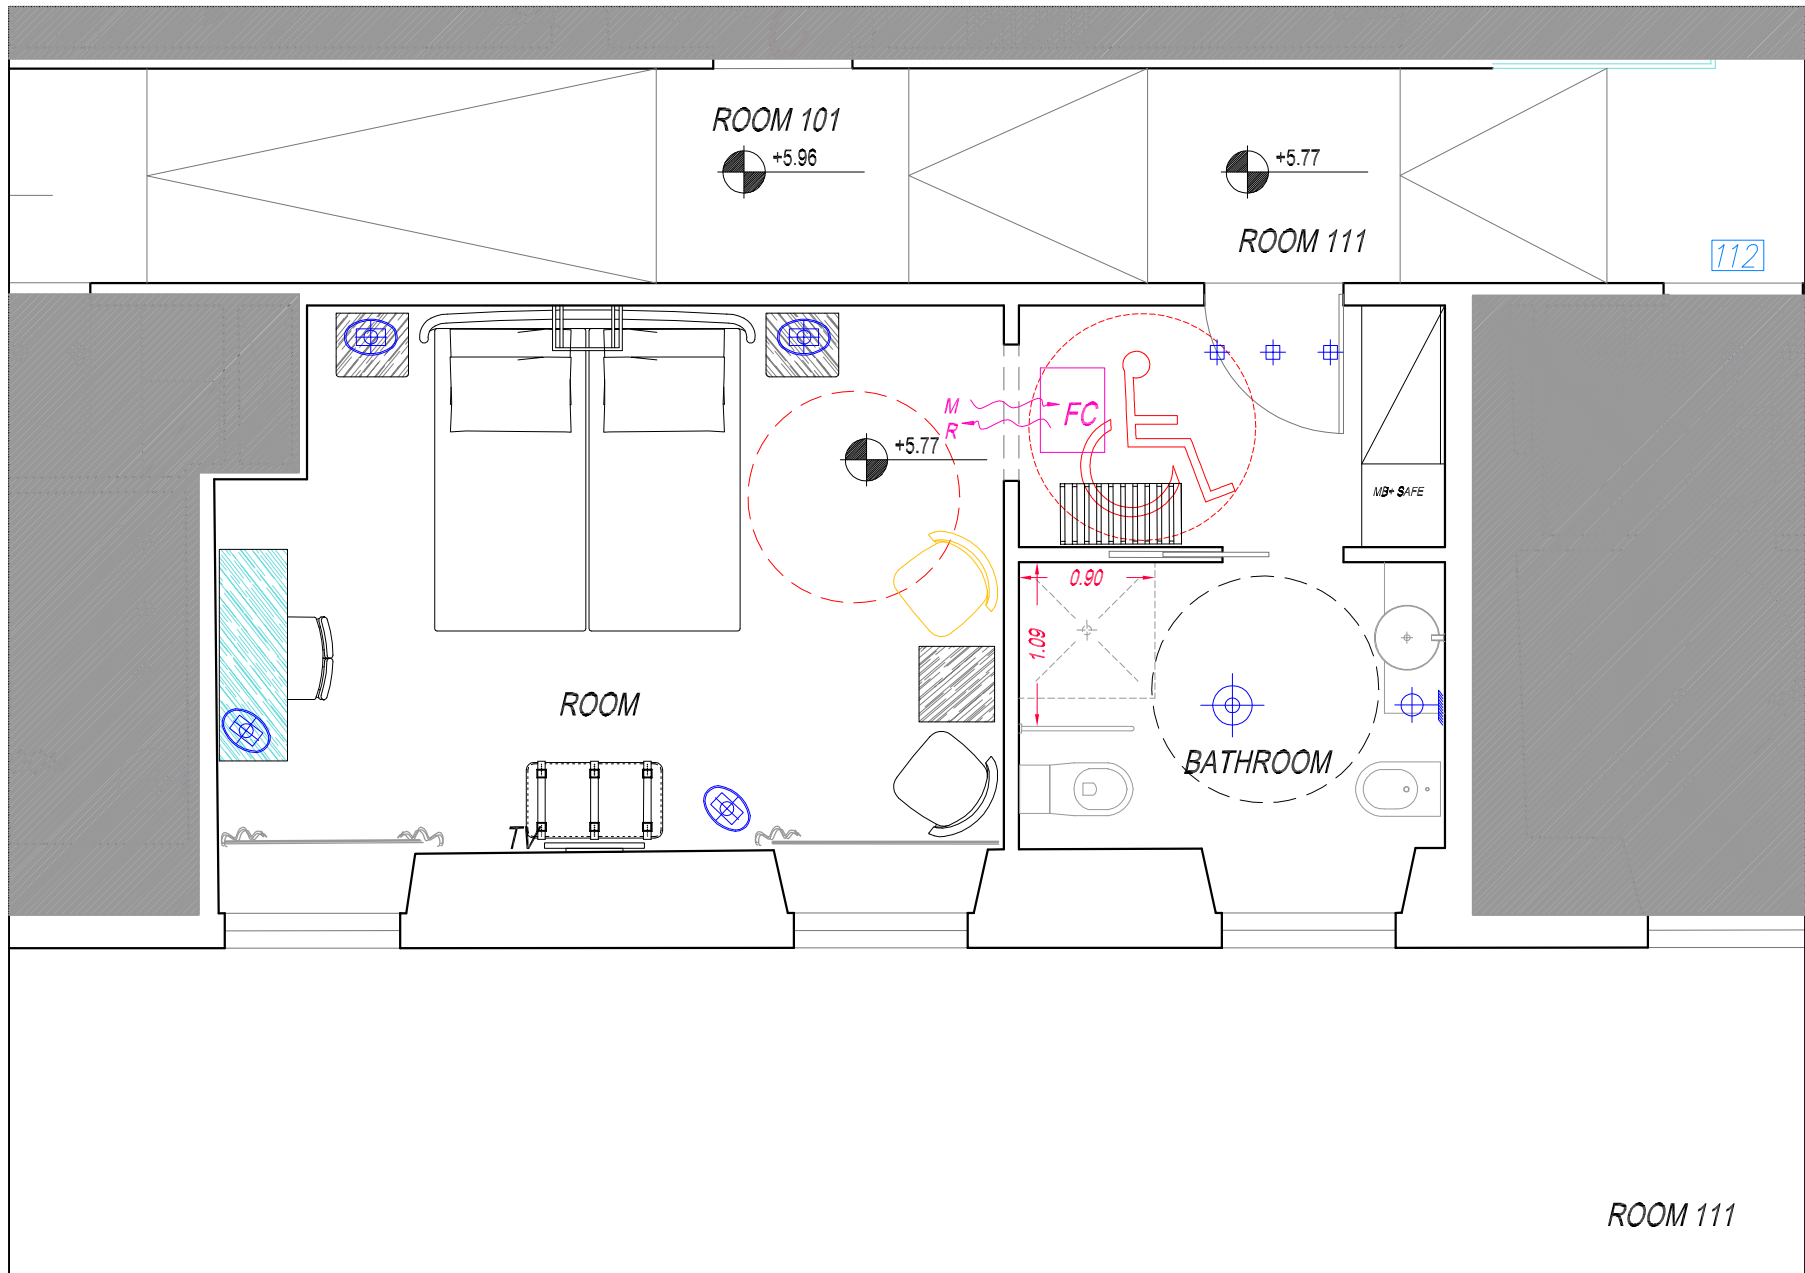 ROOM 101
+5.96
+5.77
ROOM 111
112
M
R
FC
+5.77
MB+ SAFE
0.90
1.09
ROOM
BATHROOM
TV
ROOM 111